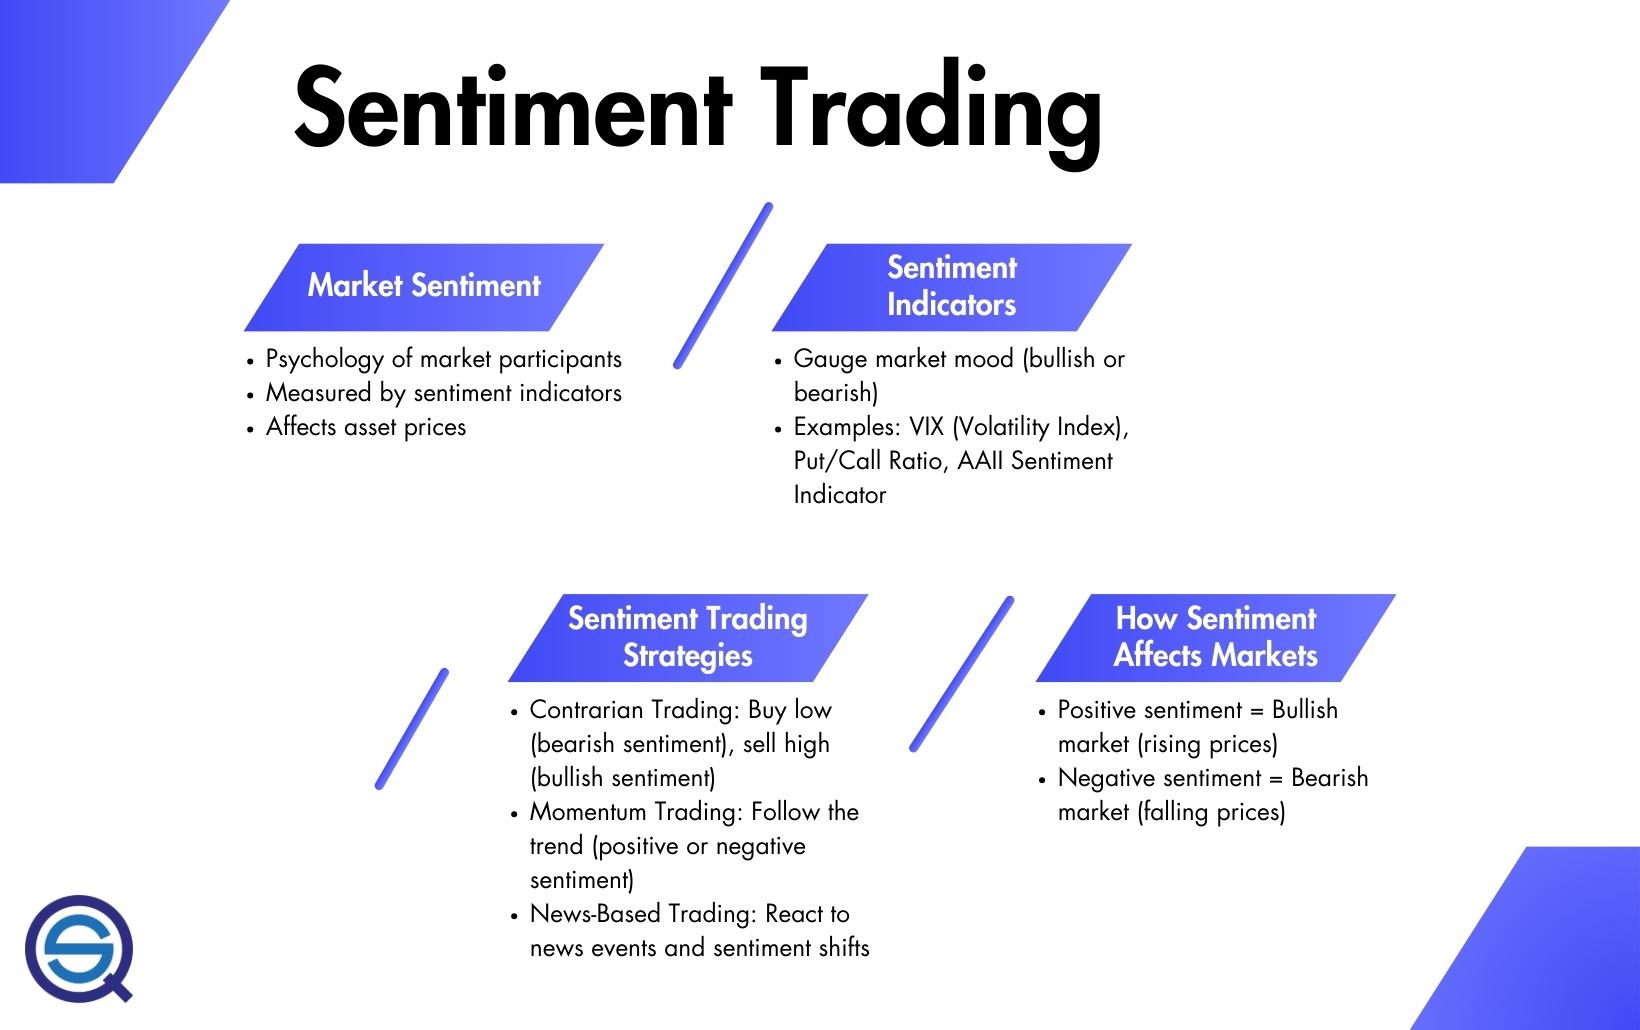 Sentiment Trading
Market Sentiment
• Psychology of market participants
• Measured by sentiment indicators
• Affects asset prices
Sentiment
Indicators
• Gauge market mood (bullish or
bearish)
• Examples: VIX (Volatility Index),
Put/Call Ratio, AAII Sentiment
Indicator
Sentiment Trading
Strategies
• Contrarian Trading: Buy low
(bearish sentiment), sell high
(bullish sentiment)
• Momentum Trading: Follow the
trend (positive or negative
sentiment)
• News-Based Trading: React to
news events and sentiment shifts
How Sentiment
Affects Markets
• Positive sentiment = Bullish
market (rising prices)
• Negative sentiment = Bearish
market (falling prices)